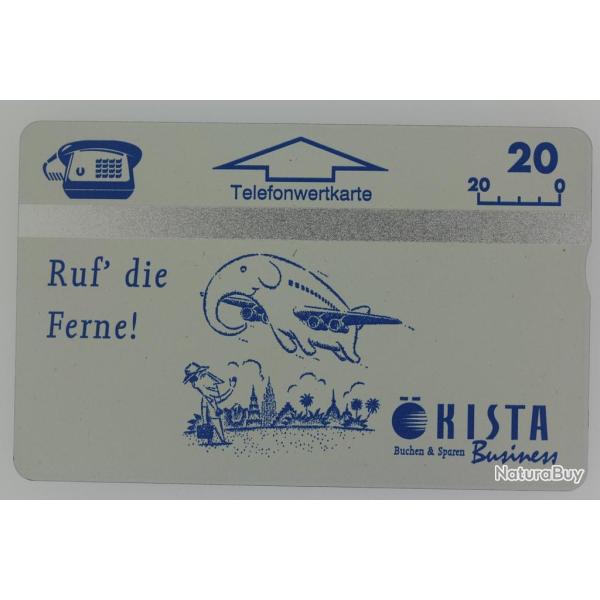 20
Telefonwertkarte
20 0
Ruf' die
Ferne!
ÖKISTA
Buchen & Sparen Business
NaturaBuy